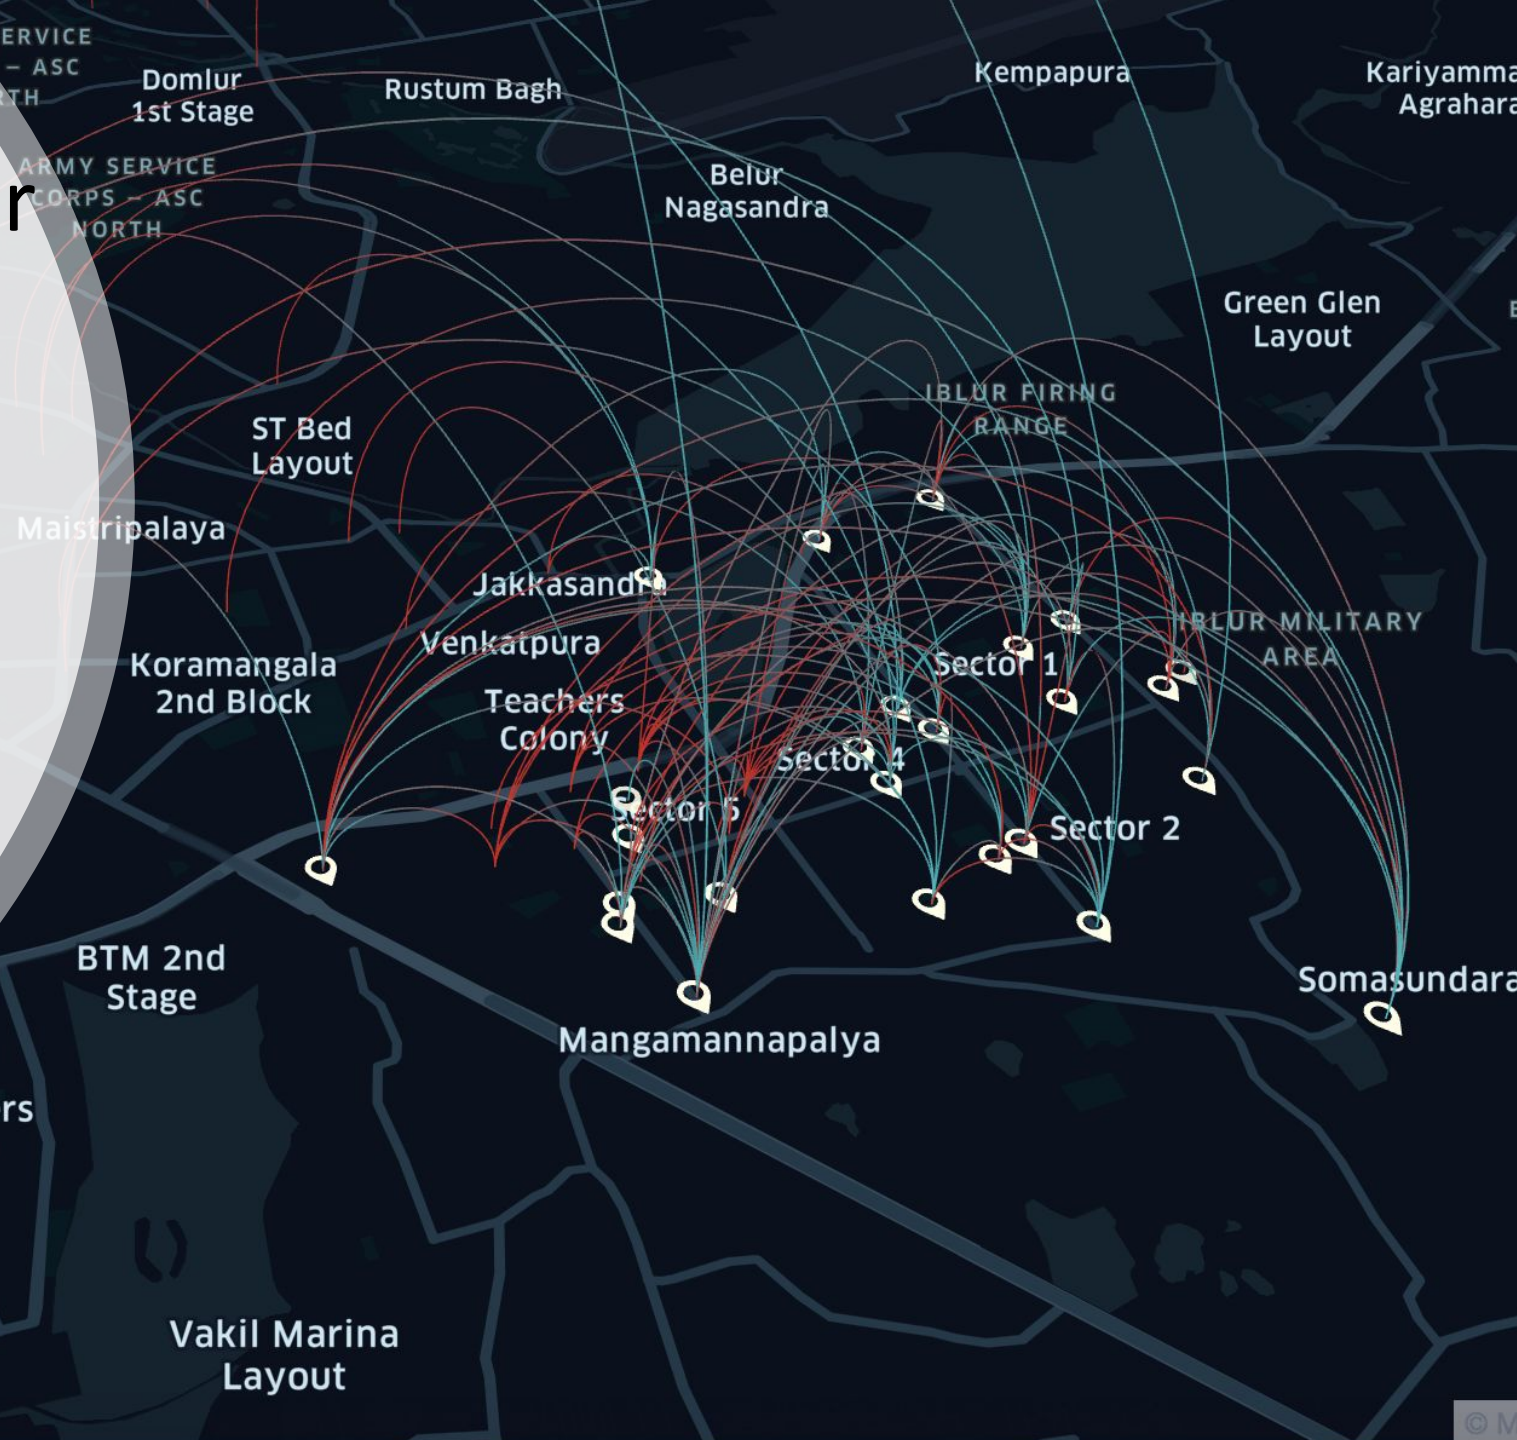 ERVICE
– ASC
RTH
Domlur
1st Stage
Rustum Bagh
Kempapura
Kariyamma
Agrahara
ARMY SERVICE
CORPS – ASC
NORTH
r
Belur
Nagasandra
Green Glen
Layout
IBLUR FIRING
RANGE
ST Bed
Layout
Maistripalaya
Jakkasandra
Venkatpura
IBLUR MILITARY
AREA
Koramangala
2nd Block
Sector 1
Teachers
Colony
Sector 4
Sector 5
Sector 2
BTM 2nd
Stage
Somasundara
Mangamannapalya
rs
Vakil Marina
Layout
© M